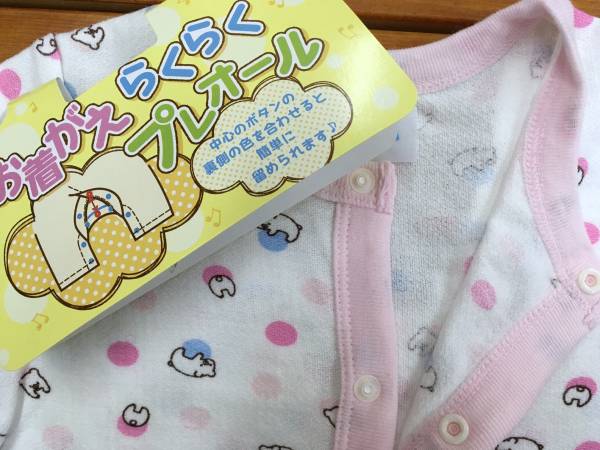 お着がえ
らくらく
プレオール
中心のボタンの
裏側の色を合わせると
簡単に
留められます♪